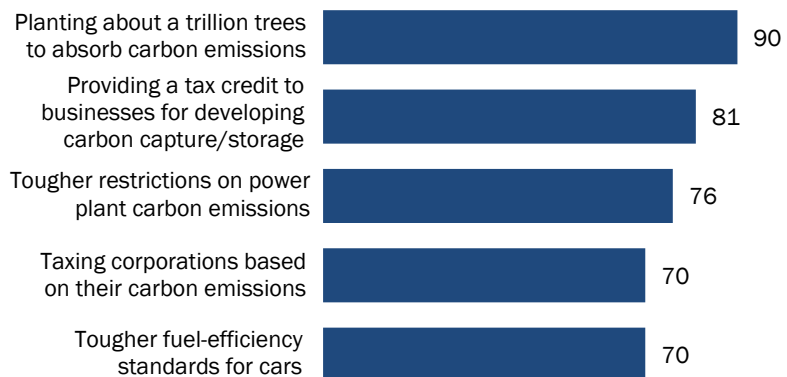 Planting about a trillion trees
to absorb carbon emissions
90
Providing a tax credit to
businesses for developing
carbon capture/storage
81
Tougher restrictions on power
plant carbon emissions
76
Taxing corporations based
on their carbon emissions
70
Tougher fuel-efficiency
standards for cars
70